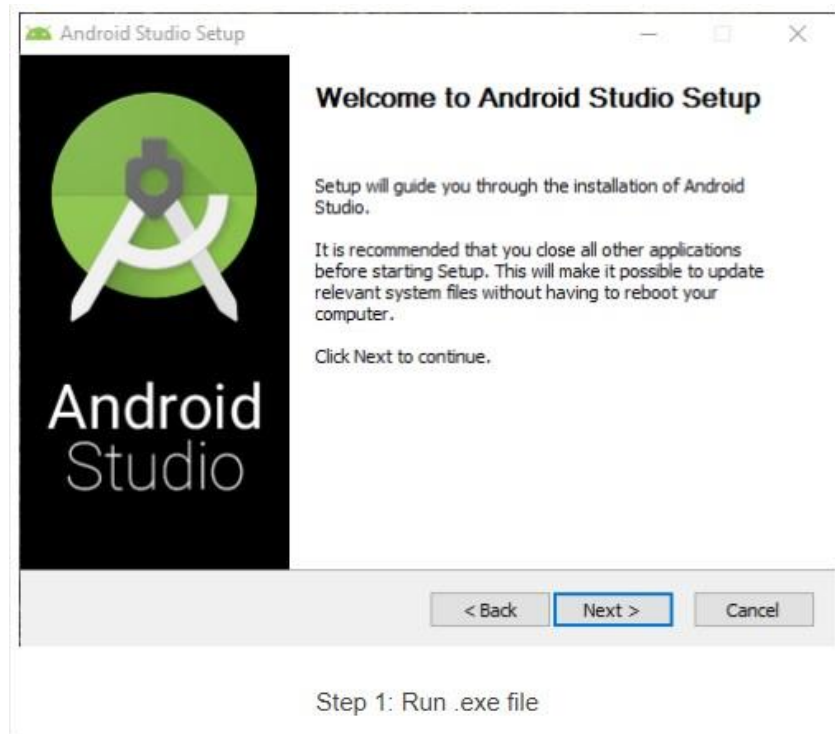 Android Studio Setup
Welcome to Android Studio Setup
Setup will guide you through the installation of Android
Studio.
It is recommended that you close all other applications
before starting Setup. This will make it possible to update
relevant system files without having to reboot your
computer.
Click Next to continue.
Android
Studio
< Back Next > Cancel
Step 1: Run .exe file